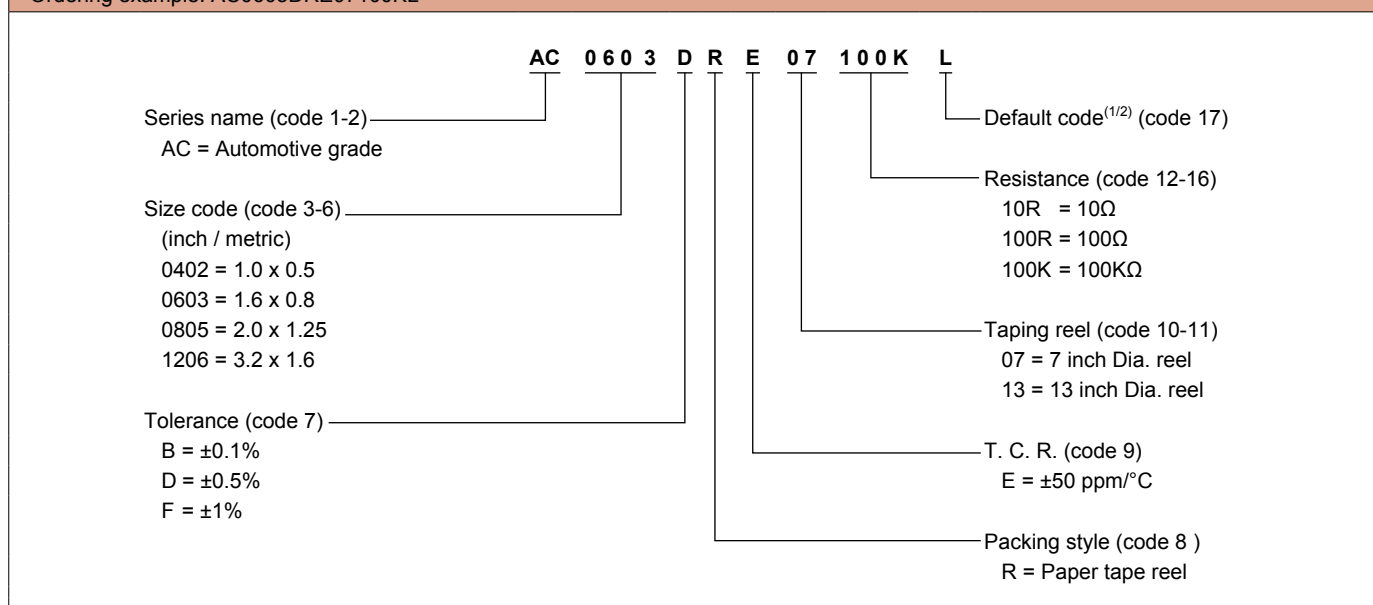 AC 0 6 0 3 D R E 0 7 1 0 0 K L
Series name (code 1-2)
AC = Automotive grade
Size code (code 3-6)
(inch / metric)
0402 = 1.0 x 0.5
0603 = 1.6 x 0.8
0805 = 2.0 x 1.25
1206 = 3.2 x 1.6
Tolerance (code 7)
B = ±0.1%
D = ±0.5%
F = ±1%
Default code(1/2) (code 17)
Resistance (code 12-16)
10R = 10Ω
100R = 100Ω
100K = 100KΩ
Taping reel (code 10-11)
07 = 7 inch Dia. reel
13 = 13 inch Dia. reel
T. C. R. (code 9)
E = ±50 ppm/°C
Packing style (code 8 )
R = Paper tape reel